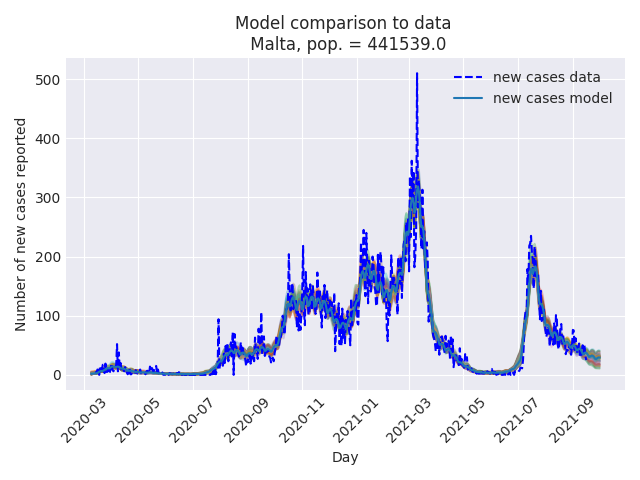 Model comparison to data
Malta, pop. = 441539.0
new cases data
new cases model
Number of new cases reported
500
400
300
200
100
0
2020-03
2020-05
2020-07
2020-09
2020-11
2021-01
2021-03
2021-05
2021-07
2021-09
Day